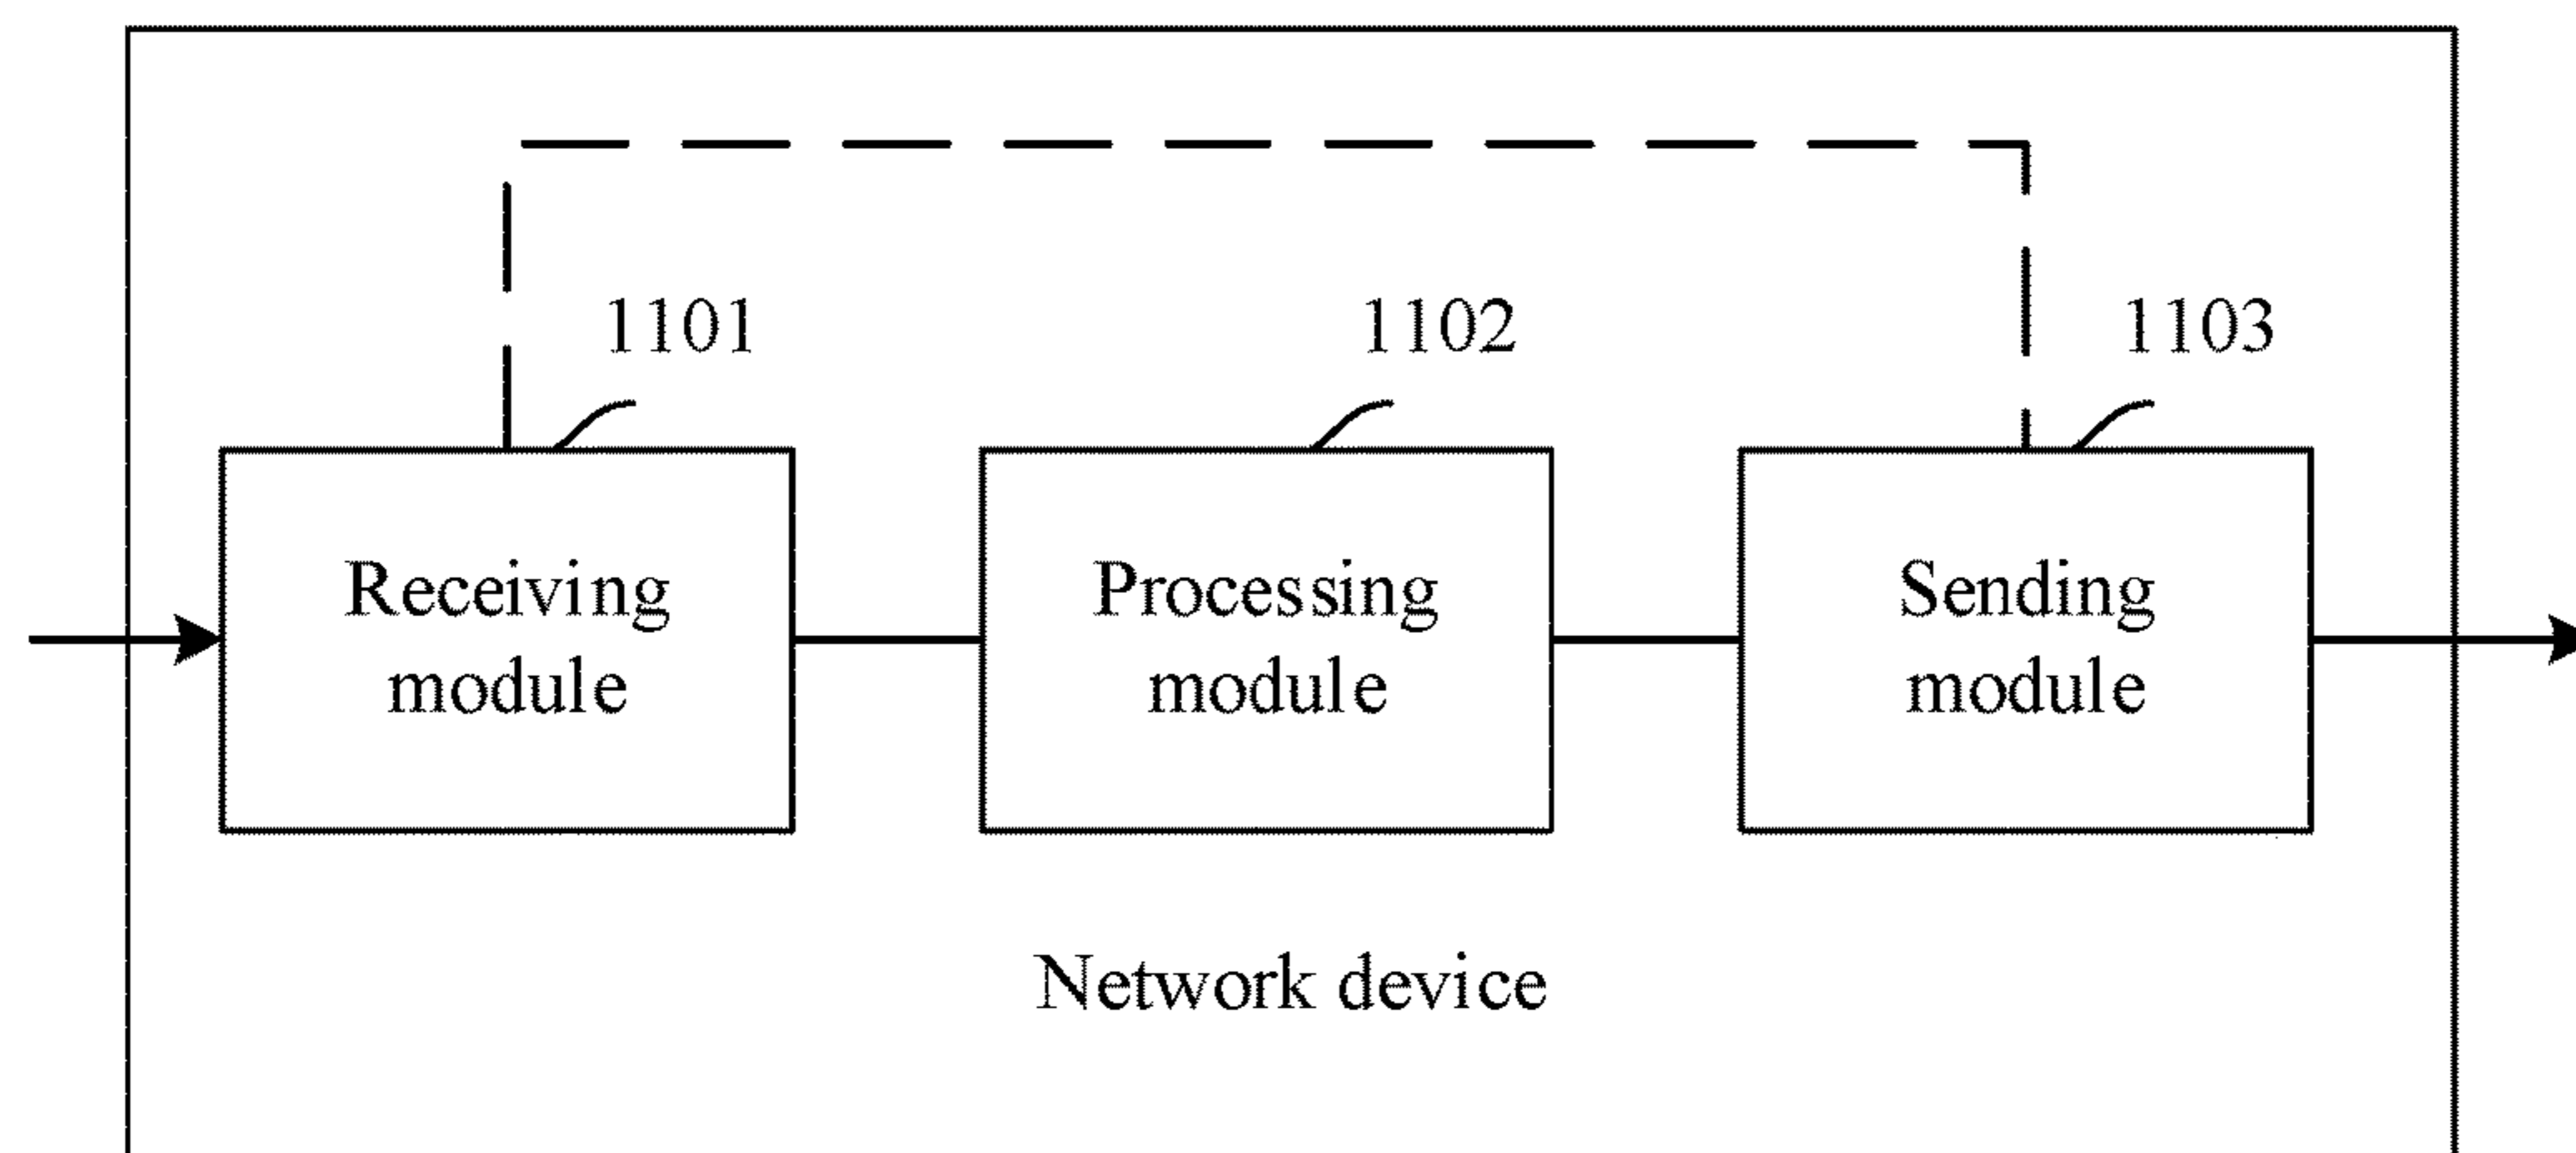 1101
1102
1103
Receiving
module
Processing
module
Sending
module
Network device